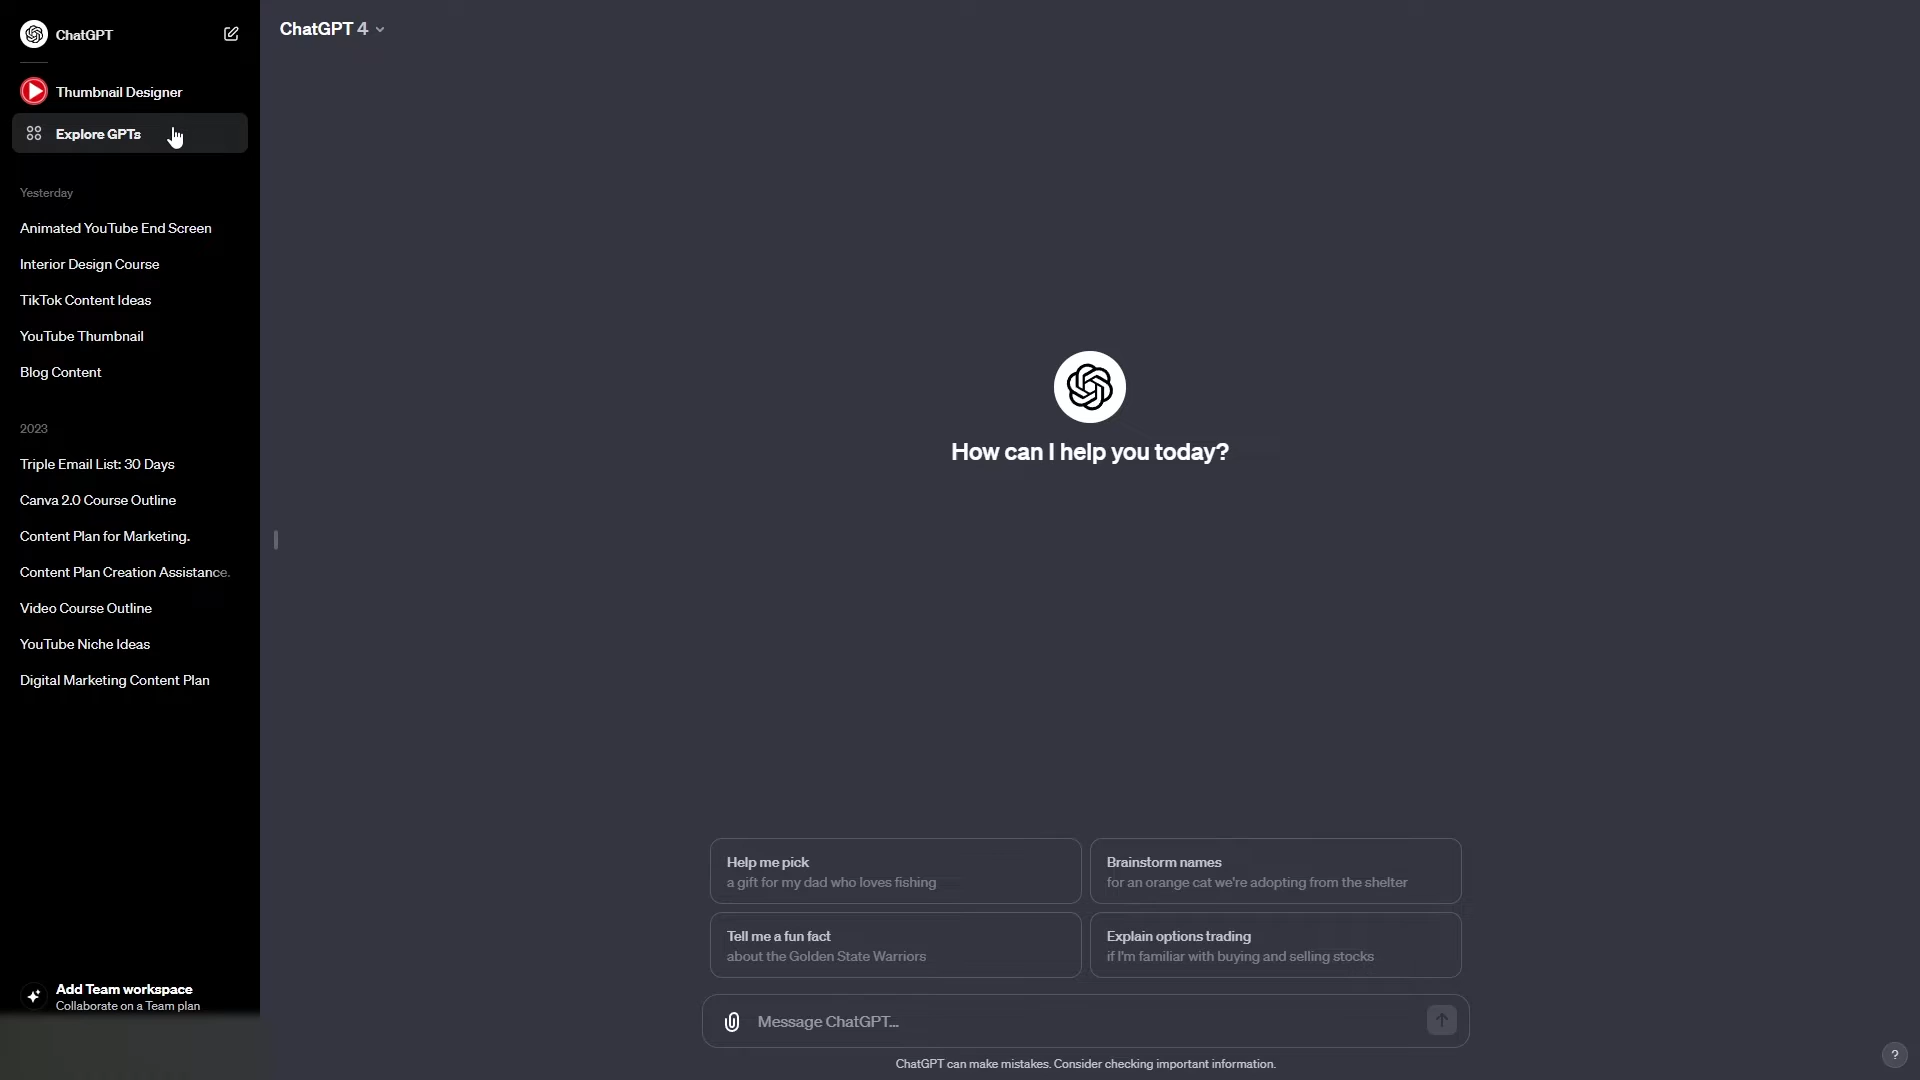 ChatGPT
Thumbnail Designer
Explore GPTs
Yesterday
Animated YouTube End Screen
Interior Design Course
TikTok Content Ideas
YouTube Thumbnail
Blog Content
2023
Triple Email List: 30 Days
Canva 2.0 Course Outline
Content Plan for Marketing.
Content Plan Creation Assistance.
Video Course Outline
YouTube Niche Ideas
Digital Marketing Content Plan
Add Team workspace
Collaborate on a Team plan
ChatGPT 4
How can I help you today?
Help me pick
a gift for my dad who loves fishing
Brainstorm names
for an orange cat we're adopting from the shelter
Tell me a fun fact
about the Golden State Warriors
Explain options trading
if I'm familiar with buying and selling stocks
Message ChatGPT...
ChatGPT can make mistakes. Consider checking important information.
?